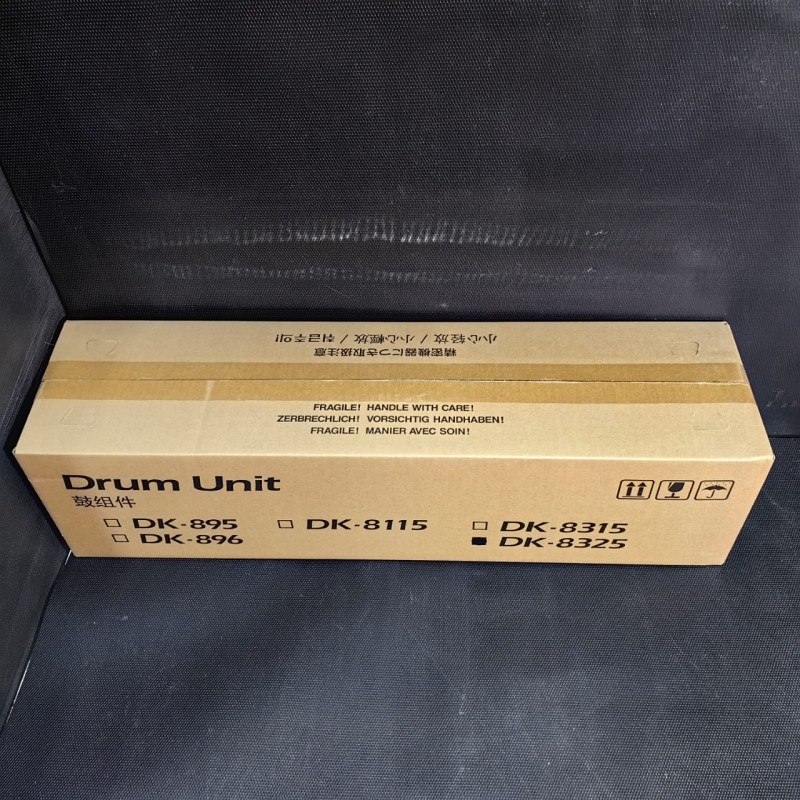 小心轻放 / 小心輕放 / 취급주의!
精密機器につき取扱注意
FRAGILE! HANDLE WITH CARE!
ZERBRECHLICH! VORSICHTIG HANDHABEN!
FRAGILE! MANIER AVEC SOIN!
Drum Unit
鼓组件
DK-895 DK-8115 DK-8315
DK-896 DK-8325